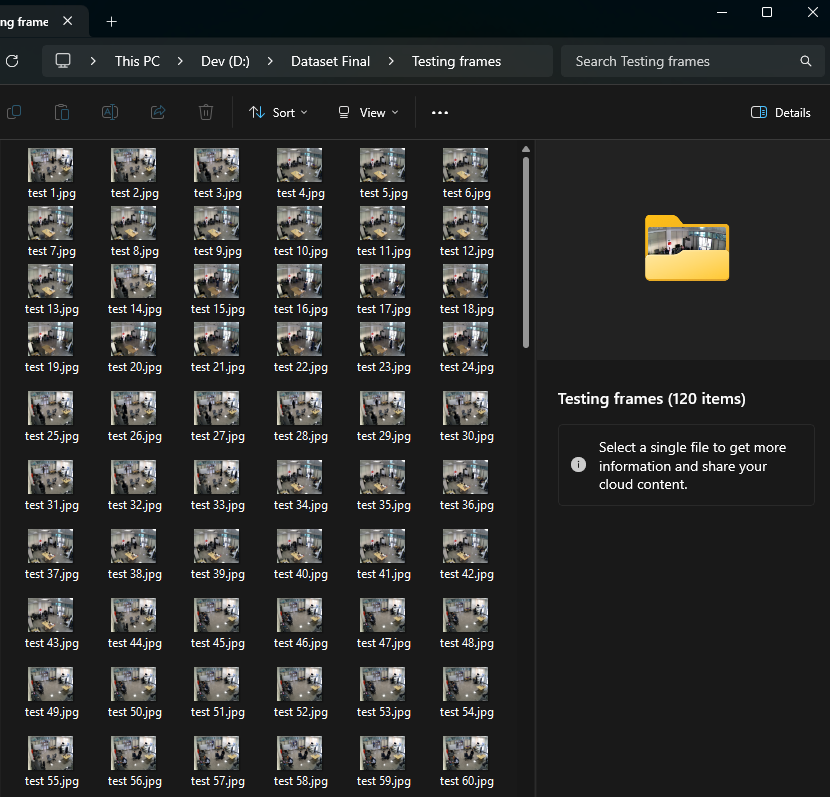 ng frame
This PC > Dev (D:) > Dataset Final > Testing frames
Search Testing frames
Sort
View
Details
test 1.jpg test 2.jpg test 3.jpg test 4.jpg test 5.jpg test 6.jpg
test 7.jpg test 8.jpg test 9.jpg test 10.jpg test 11.jpg test 12.jpg
test 13.jpg test 14.jpg test 15.jpg test 16.jpg test 17.jpg test 18.jpg
test 19.jpg test 20.jpg test 21.jpg test 22.jpg test 23.jpg test 24.jpg
test 25.jpg test 26.jpg test 27.jpg test 28.jpg test 29.jpg test 30.jpg
test 31.jpg test 32.jpg test 33.jpg test 34.jpg test 35.jpg test 36.jpg
test 37.jpg test 38.jpg test 39.jpg test 40.jpg test 41.jpg test 42.jpg
test 43.jpg test 44.jpg test 45.jpg test 46.jpg test 47.jpg test 48.jpg
test 49.jpg test 50.jpg test 51.jpg test 52.jpg test 53.jpg test 54.jpg
test 55.jpg test 56.jpg test 57.jpg test 58.jpg test 59.jpg test 60.jpg
Testing frames (120 items)
Select a single file to get more
information and share your
cloud content.